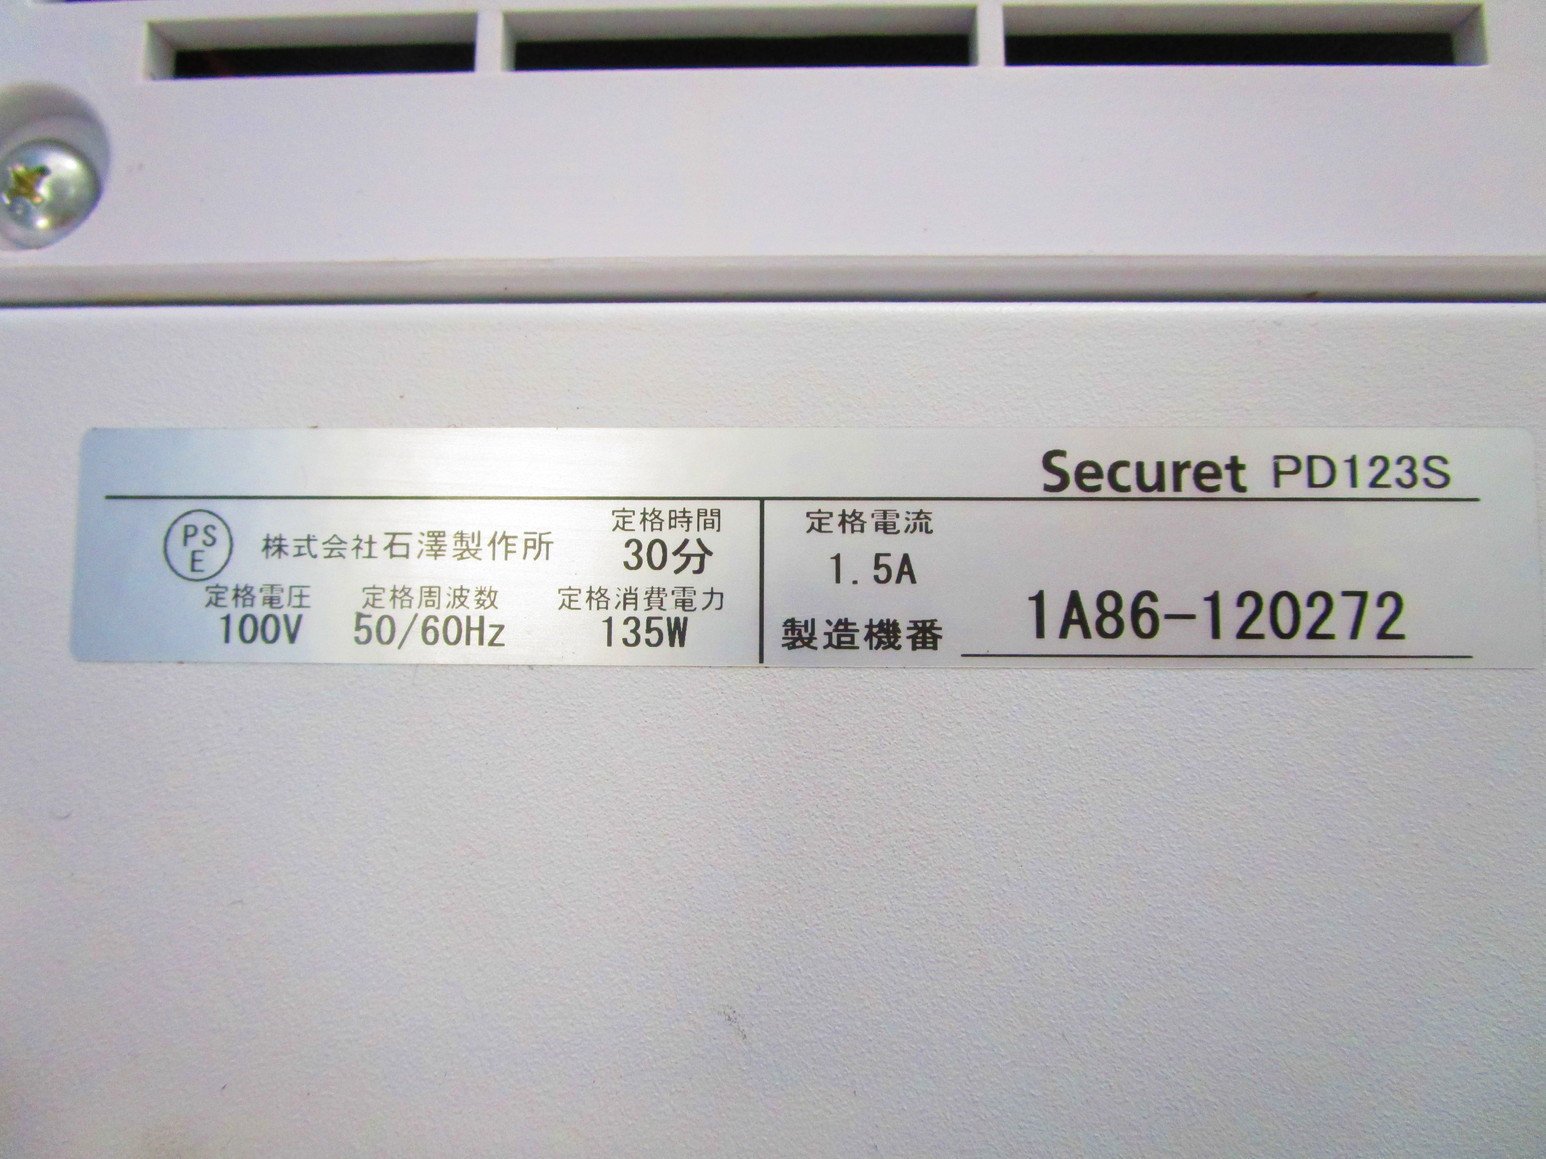 Securet PD123S
PS
E
株式会社石澤製作所
定格時間
30分
定格電圧 定格周波数 定格消費電力
100V 50/60Hz 135W
定格電流
1.5A
製造機番 1A86-120272